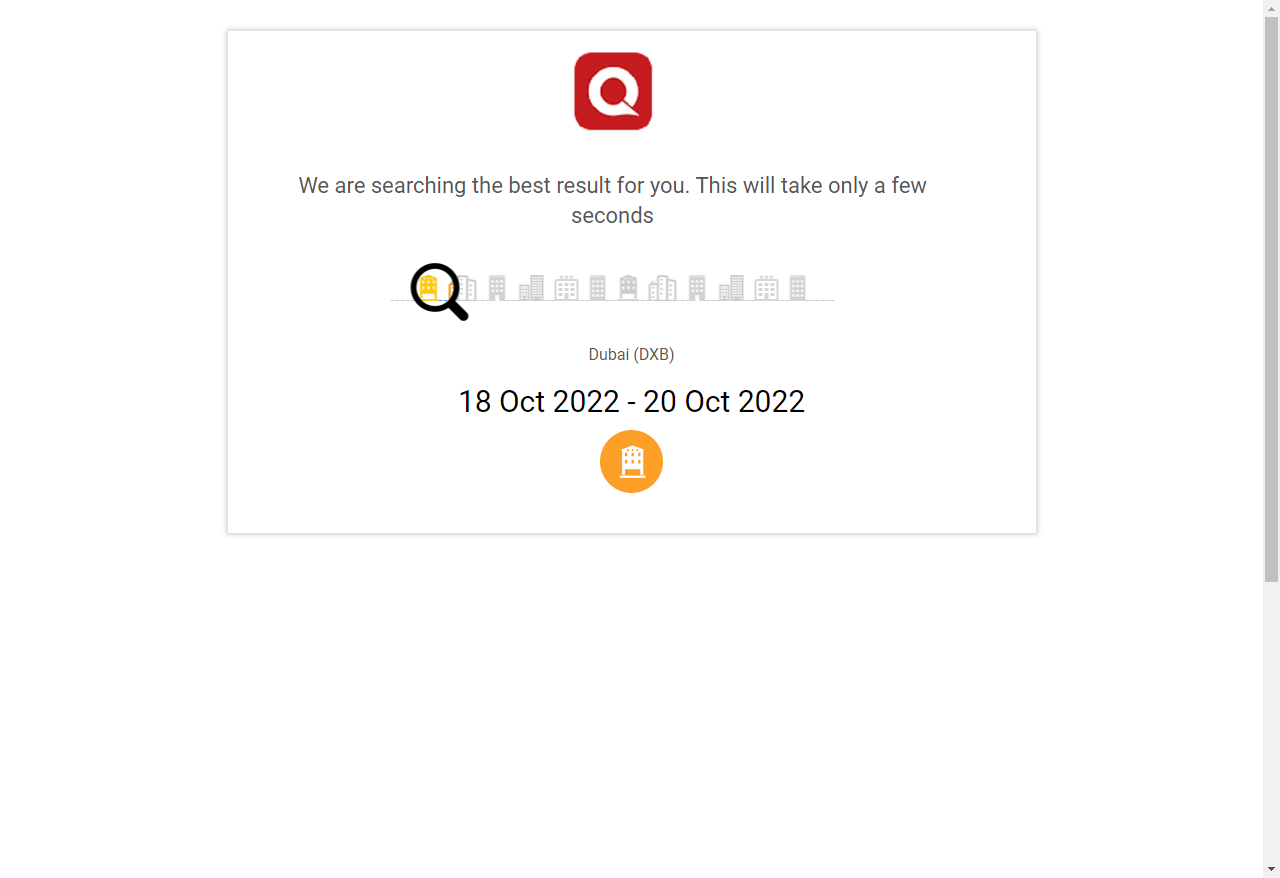 We are searching the best result for you. This will take only a few
seconds
Dubai (DXB)
18 Oct 2022 - 20 Oct 2022